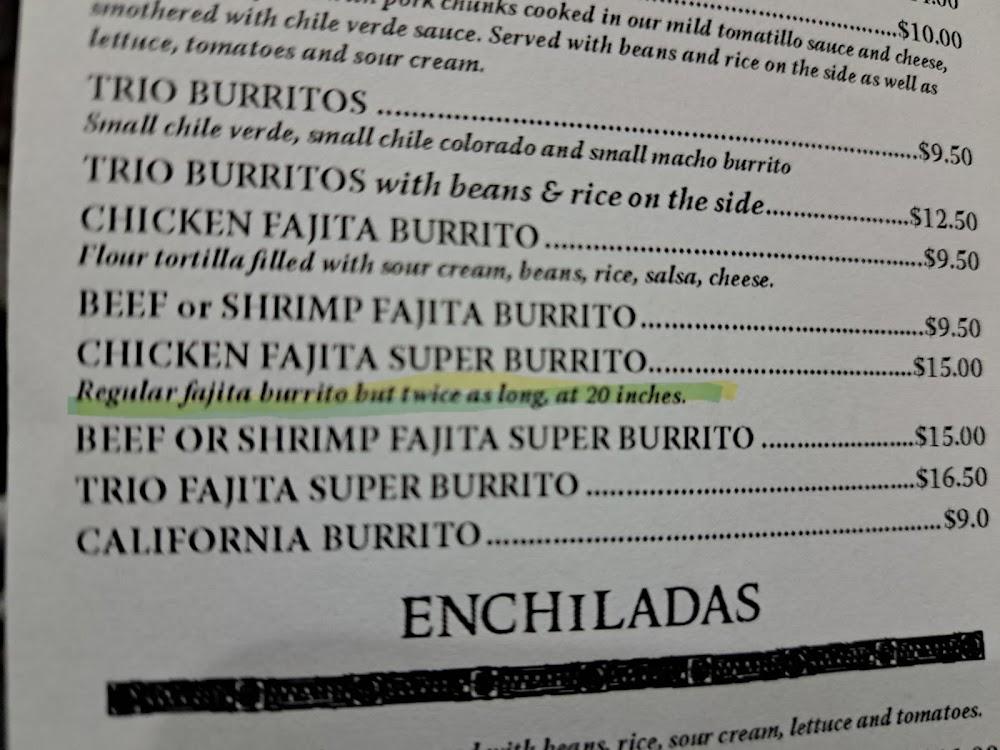 pork chunks cooked in our mild tomatillo sauce and cheese, ..........$10.00
smothered with chile verde sauce. Served with beans and rice on the side as well as
lettuce, tomatoes and sour cream.
TRIO BURRITOS ..........$9.50
Small chile verde, small chile colorado and small macho burrito
TRIO BURRITOS with beans & rice on the side..........$12.50
CHICKEN FAJITA BURRITO ..........$9.50
Flour tortilla filled with sour cream, beans, rice, salsa, cheese.
BEEF or SHRIMP FAJITA BURRITO..........$9.50
CHICKEN FAJITA SUPER BURRITO..........$15.00
Regular fajita burrito but twice as long, at 20 inches.
BEEF OR SHRIMP FAJITA SUPER BURRITO ..........$15.00
TRIO FAJITA SUPER BURRITO ..........$16.50
CALIFORNIA BURRITO ..........$9.0
ENCHILADAS
with beans, rice, sour cream, lettuce and tomatoes.